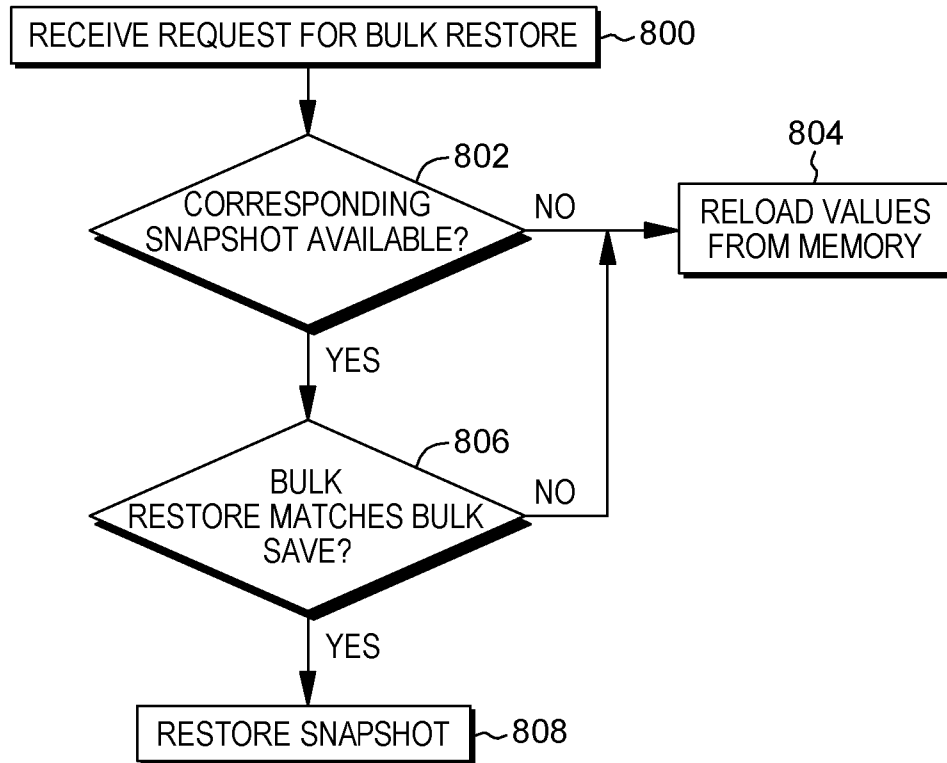 RECEIVE REQUEST FOR BULK RESTORE 800
802
804
CORRESPONDING
SNAPSHOT AVAILABLE?
NO
RELOAD VALUES
FROM MEMORY
YES
806
BULK
RESTORE MATCHES BULK
SAVE?
NO
YES
RESTORE SNAPSHOT 808